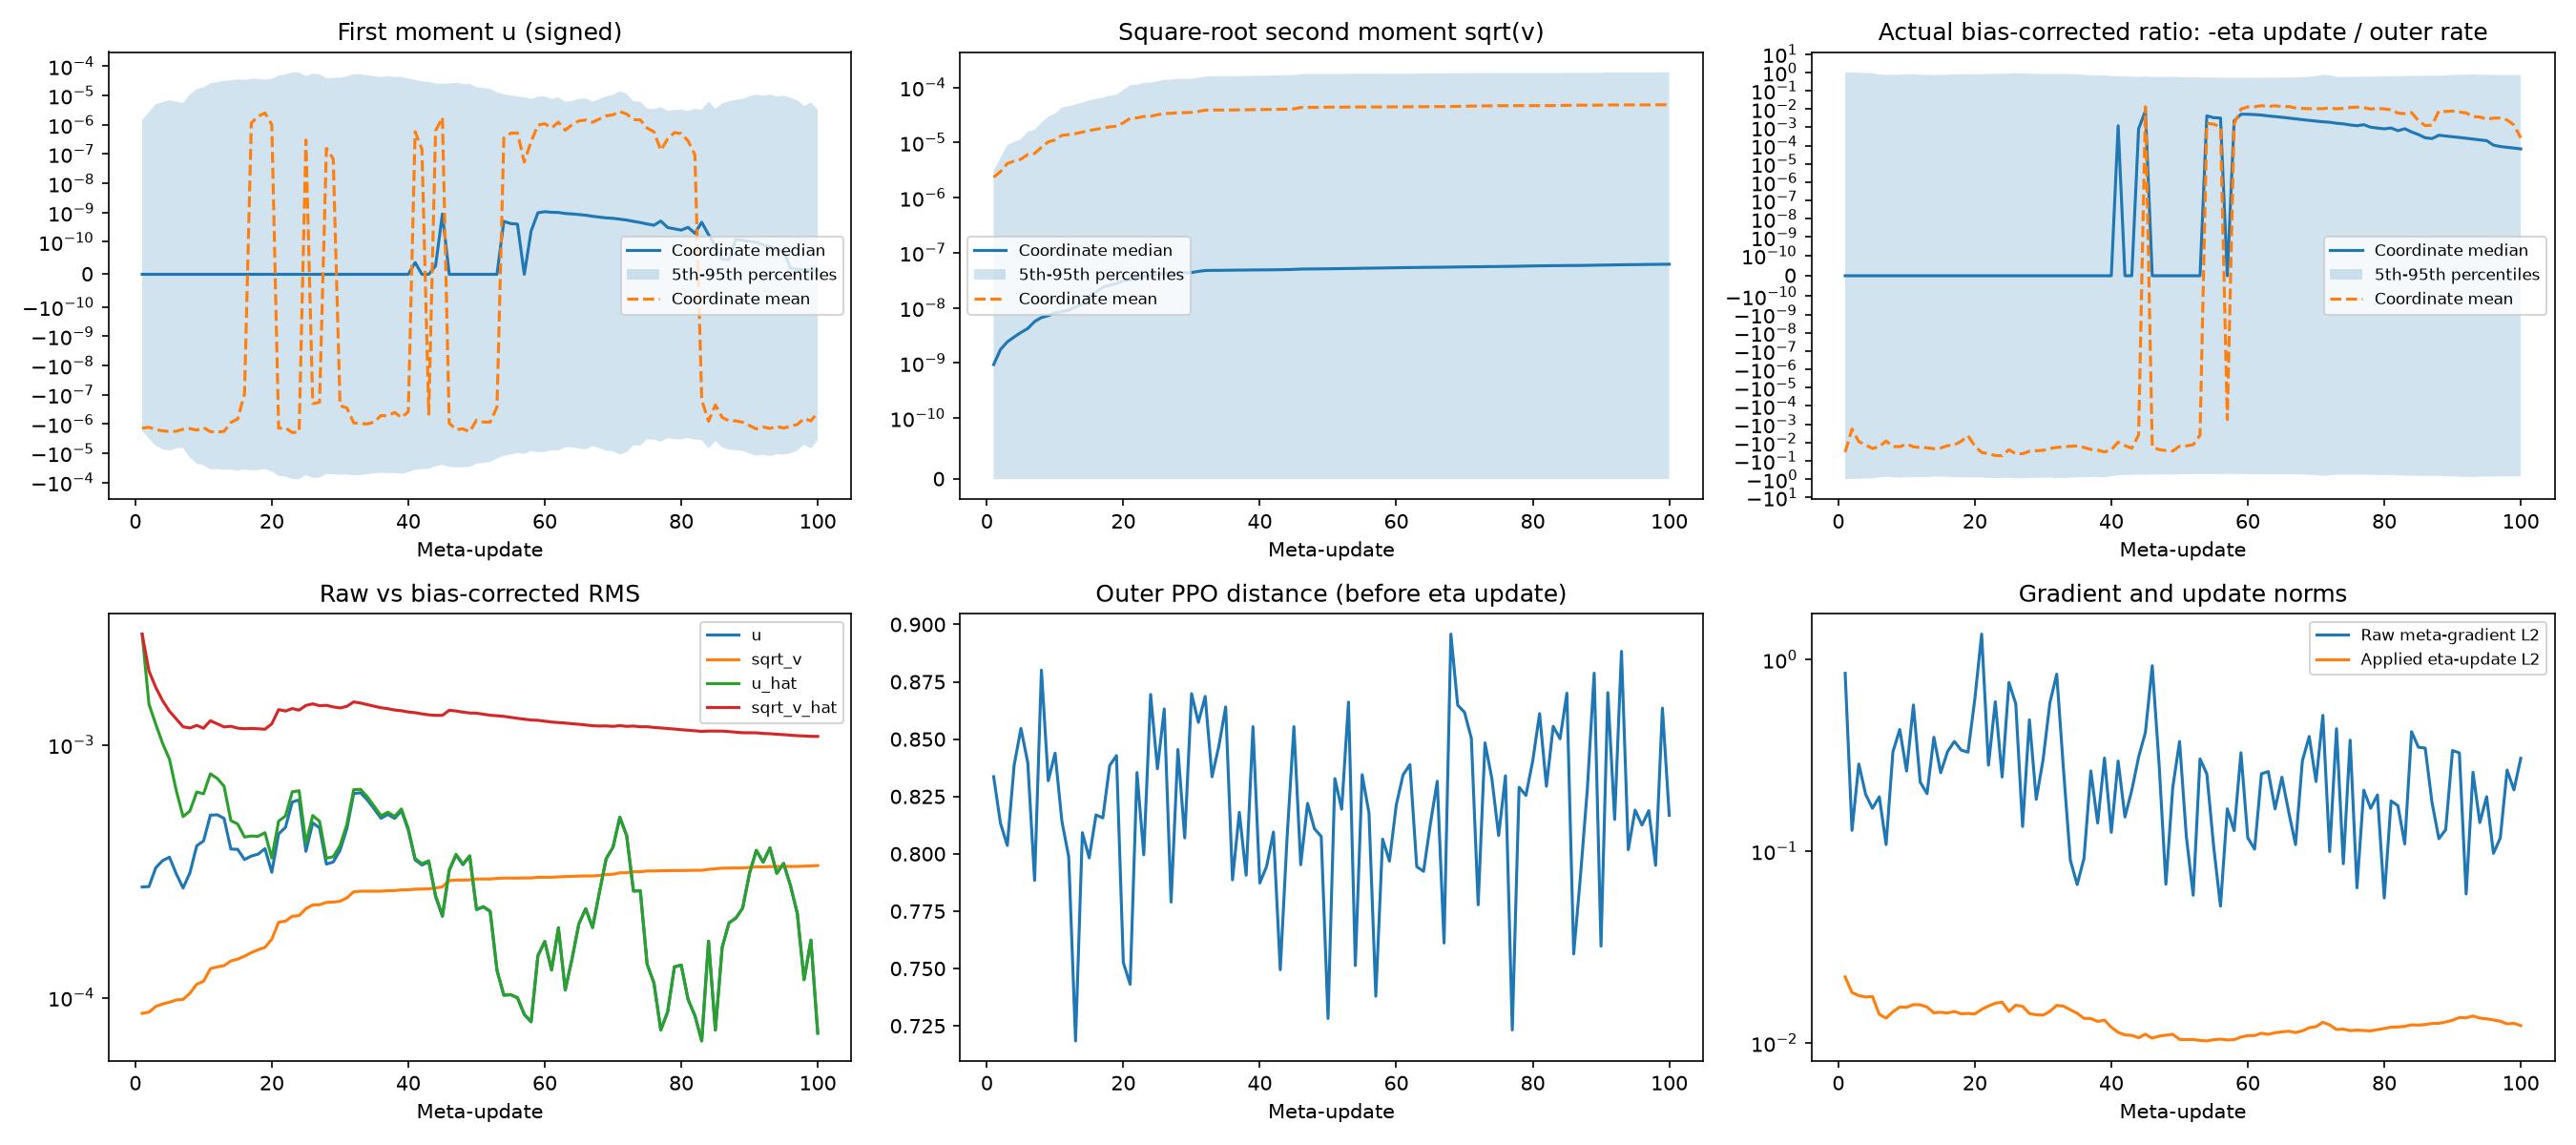 First moment u (signed)
10^-4
10^-5
10^-6
10^-7
10^-8
10^-9
10^-10
0
−10^-10
−10^-9
−10^-8
−10^-7
−10^-6
−10^-5
−10^-4
0 20 40 60 80 100
Meta-update
Coordinate median
5th-95th percentiles
Coordinate mean
Square-root second moment sqrt(v)
10^-4
10^-5
10^-6
10^-7
10^-8
10^-9
10^-10
0
0 20 40 60 80 100
Meta-update
Coordinate median
5th-95th percentiles
Coordinate mean
Actual bias-corrected ratio: -eta update / outer rate
10^1
10^0
10^-1
10^-2
10^-3
10^-4
10^-5
10^-6
10^-7
10^-8
10^-9
10^-10
0
−10^-10
−10^-9
−10^-8
−10^-7
−10^-6
−10^-5
−10^-4
−10^-3
−10^-2
−10^-1
−10^0
−10^1
0 20 40 60 80 100
Meta-update
Coordinate median
5th-95th percentiles
Coordinate mean
Raw vs bias-corrected RMS
10^-3
10^-4
0 20 40 60 80 100
Meta-update
u
sqrt_v
u_hat
sqrt_v_hat
Outer PPO distance (before eta update)
0.900
0.875
0.850
0.825
0.800
0.775
0.750
0.725
0 20 40 60 80 100
Meta-update
Gradient and update norms
10^0
10^-1
10^-2
0 20 40 60 80 100
Meta-update
Raw meta-gradient L2
Applied eta-update L2